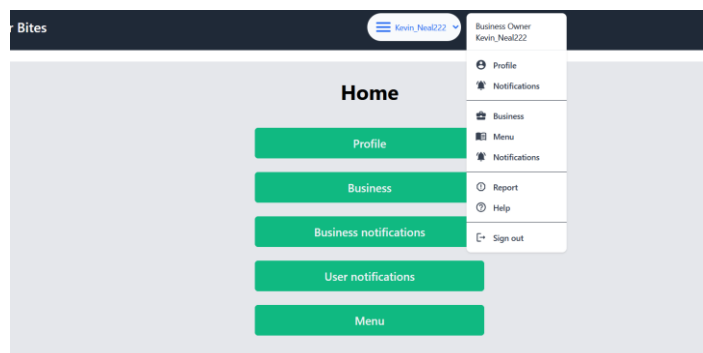 r Bites
Kevin_Neal222
Business Owner
Kevin_Neal222
Profile
Notifications
Business
Menu
Notifications
Report
Help
Sign out
Home
Profile
Business
Business notifications
User notifications
Menu